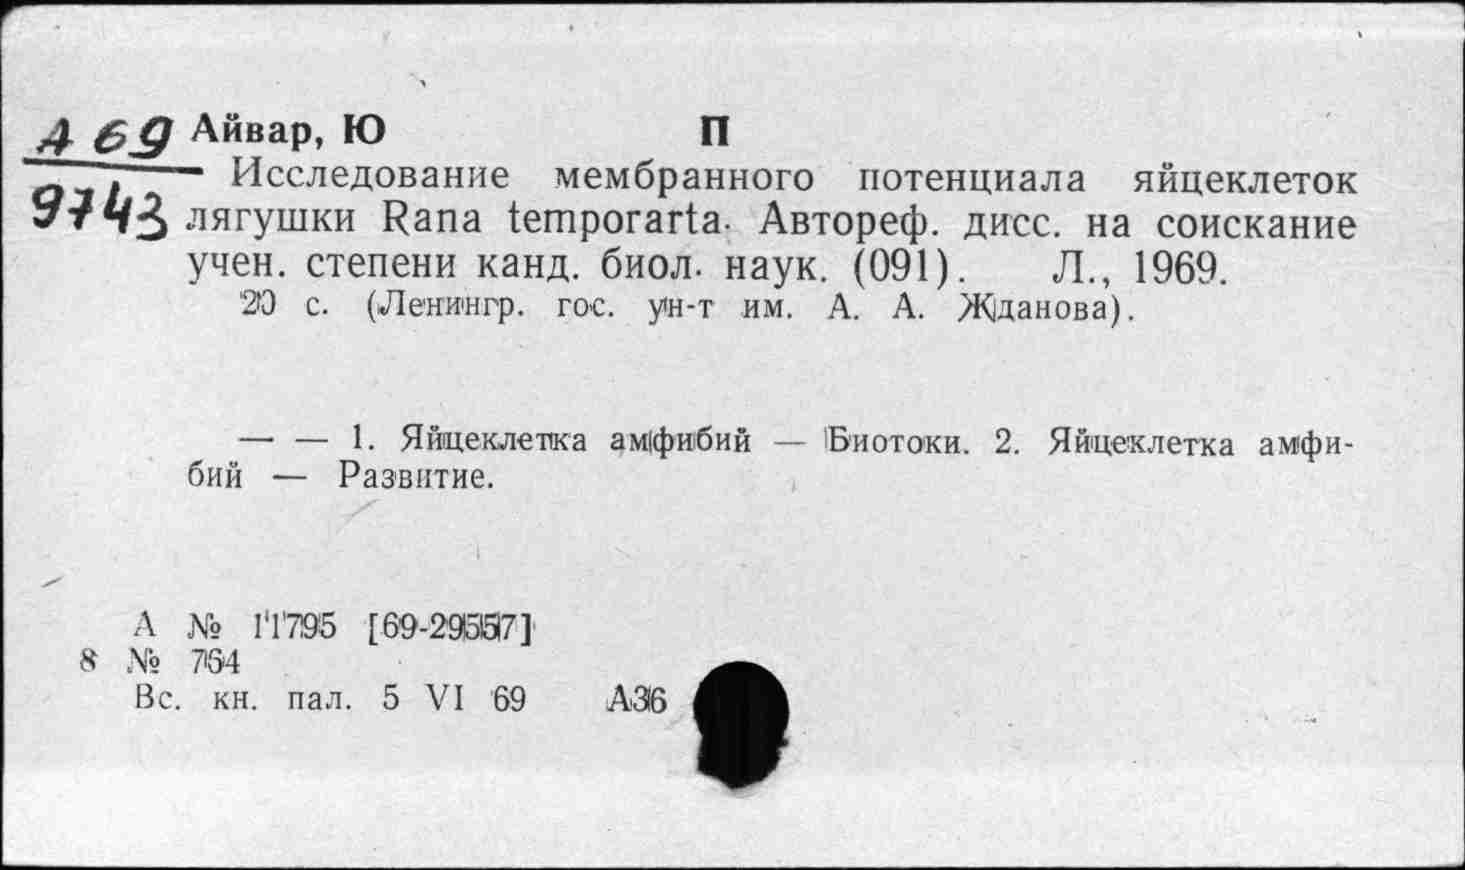 А 69 Айвар, Ю П
9743
Исследование мембранного потенциала яйцеклеток
лягушки Rana temporarta. Автореф. дисс. на соискание
учен. степени канд. биол. наук. (091). Л., 1969.
20 с. (Ленингр. гос. ун-т им. А. А. Жданова).
— — 1. Яйцеклетка амфибий — Биотоки. 2. Яйцеклетка амфи-
бий — Развитие.
А № 11795 [69-29557]
8 № 764
Вс. кн. пал. 5 VI 69 А36